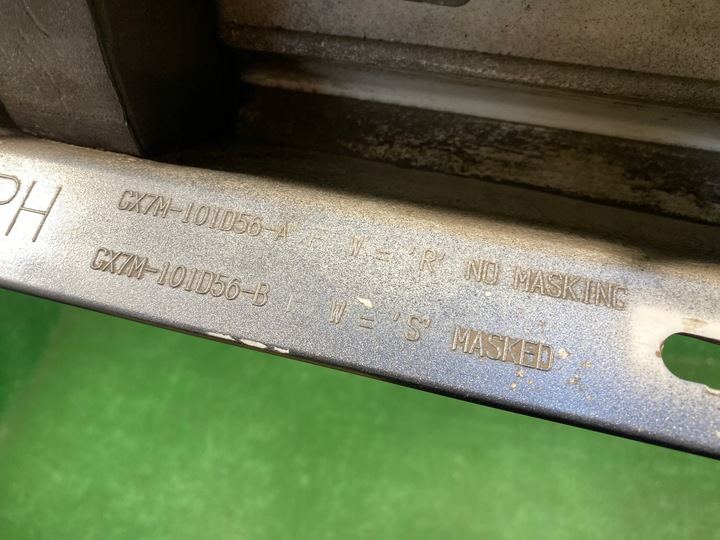 PH
GX7M-101D56-A F W = 'R' NO MASKING
GX7M-101D56-B F W = 'S' MASKED